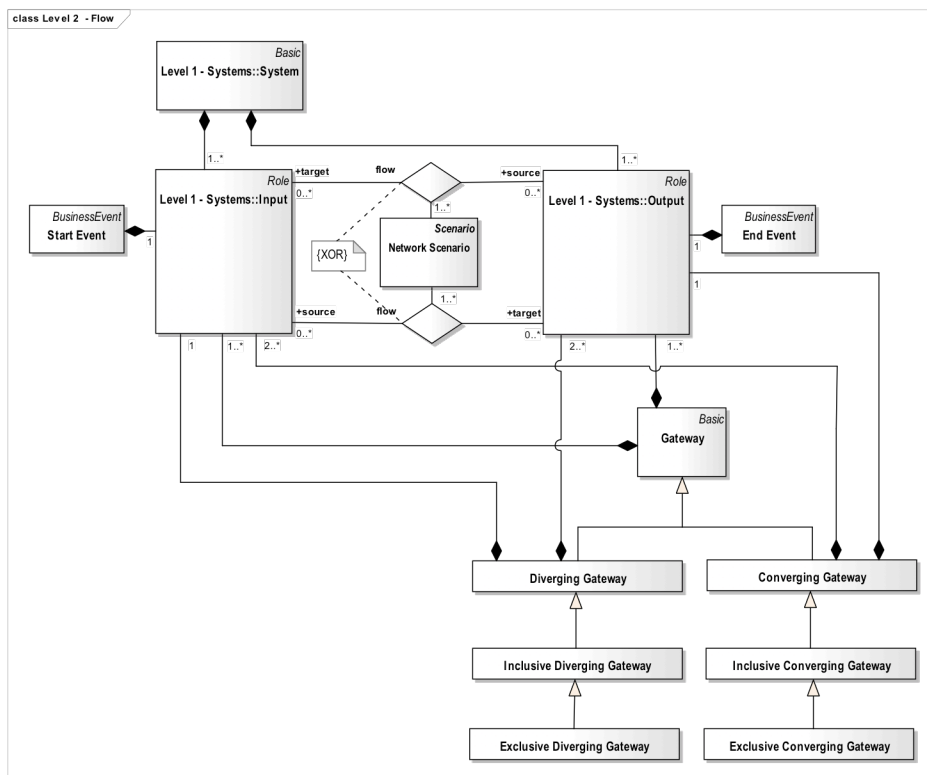 class Level 2 - Flow
Basic
Level 1 - Systems::System
1..*
1..*
+target
flow
+source
0..*
0..*
1..*
Role
Level 1 - Systems::Input
Role
Level 1 - Systems::Output
BusinessEvent
Start Event
1
Scenario
Network Scenario
BusinessEvent
End Event
1
{XOR}
1
1..*
+source
flow
+target
0..*
0..*
1
1..*
2..*
2..*
1..*
Basic
Gateway
Diverging Gateway
Converging Gateway
Inclusive Diverging Gateway
Inclusive Converging Gateway
Exclusive Diverging Gateway
Exclusive Converging Gateway